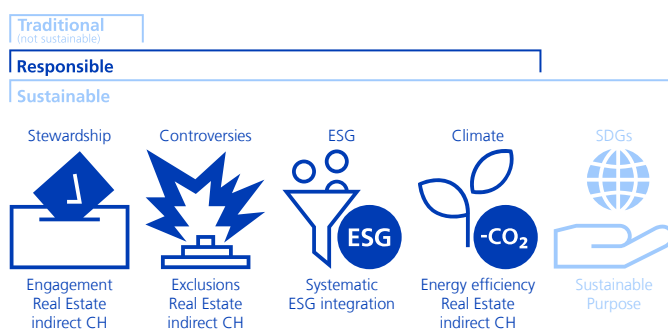 Traditional
(not sustainable)
Responsible
Sustainable
Stewardship
Controversies
ESG
Climate
SDGs
ESG
-CO₂
Engagement
Real Estate
indirect CH
Exclusions
Real Estate
indirect CH
Systematic
ESG integration
Energy efficiency
Real Estate
indirect CH
Sustainable
Purpose